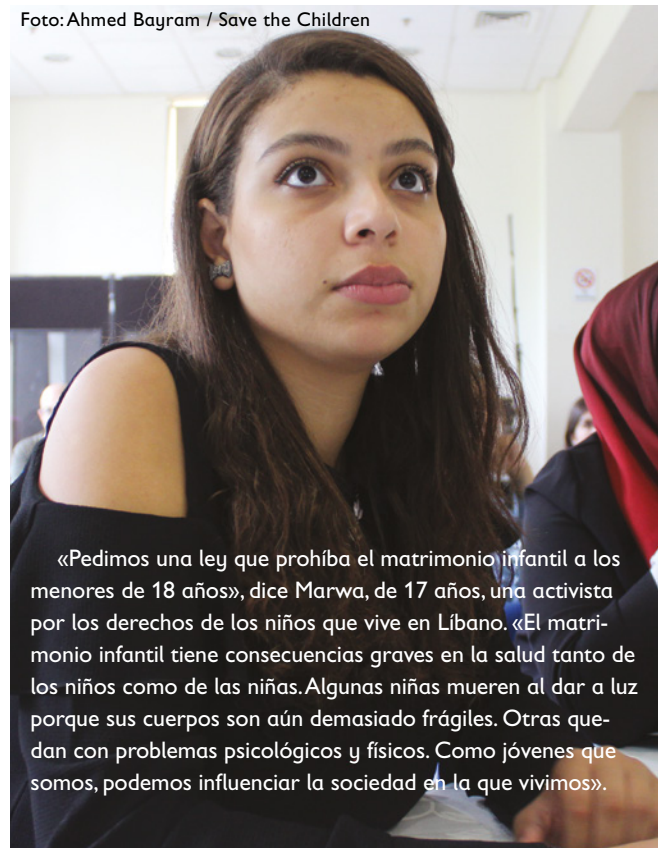 Foto: Ahmed Bayram / Save the Children
«Pedimos una ley que prohíba el matrimonio infantil a los
menores de 18 años», dice Marwa, de 17 años, una activista
por los derechos de los niños que vive en Líbano. «El matri-
monio infantil tiene consecuencias graves en la salud tanto de
los niños como de las niñas. Algunas niñas mueren al dar a luz
porque sus cuerpos son aún demasiado frágiles. Otras que-
dan con problemas psicológicos y físicos. Como jóvenes que
somos, podemos influenciar la sociedad en la que vivimos».